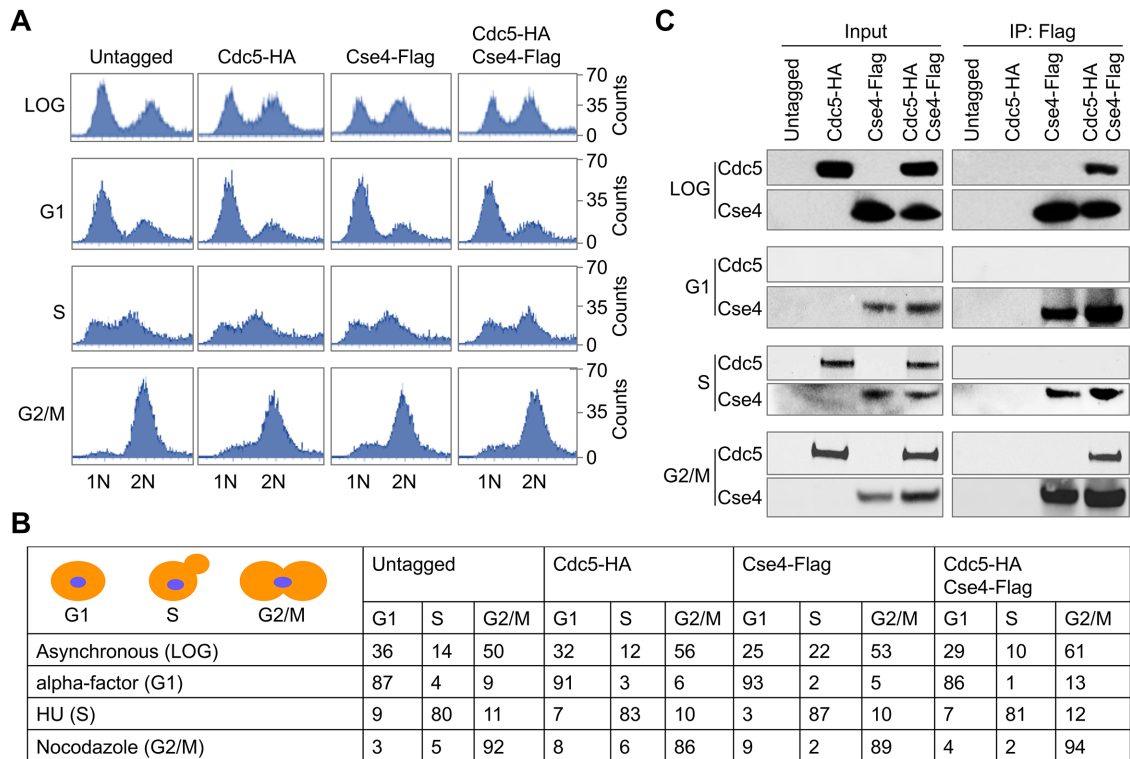 A
Untagged
Cdc5-HA
Cse4-Flag
Cdc5-HA
Cse4-Flag
LOG
70
35
0
Counts
G1
70
35
0
Counts
S
70
35
0
Counts
G2/M
70
35
0
Counts
1N 2N 1N 2N 1N 2N 1N 2N
C
Input
IP: Flag
Untagged
Cdc5-HA
Cse4-Flag
Cdc5-HA
Cse4-Flag
Untagged
Cdc5-HA
Cse4-Flag
Cdc5-HA
Cse4-Flag
LOG
Cdc5
Cse4
G1
Cdc5
Cse4
S
Cdc5
Cse4
G2/M
Cdc5
Cse4
B
G1 S G2/M
Untagged
Cdc5-HA
Cse4-Flag
Cdc5-HA
Cse4-Flag
G1 S G2/M G1 S G2/M G1 S G2/M G1 S G2/M
Asynchronous (LOG) 36 14 50 32 12 56 25 22 53 29 10 61
alpha-factor (G1) 87 4 9 91 3 6 93 2 5 86 1 13
HU (S) 9 80 11 7 83 10 3 87 10 7 81 12
Nocodazole (G2/M) 3 5 92 8 6 86 9 2 89 4 2 94